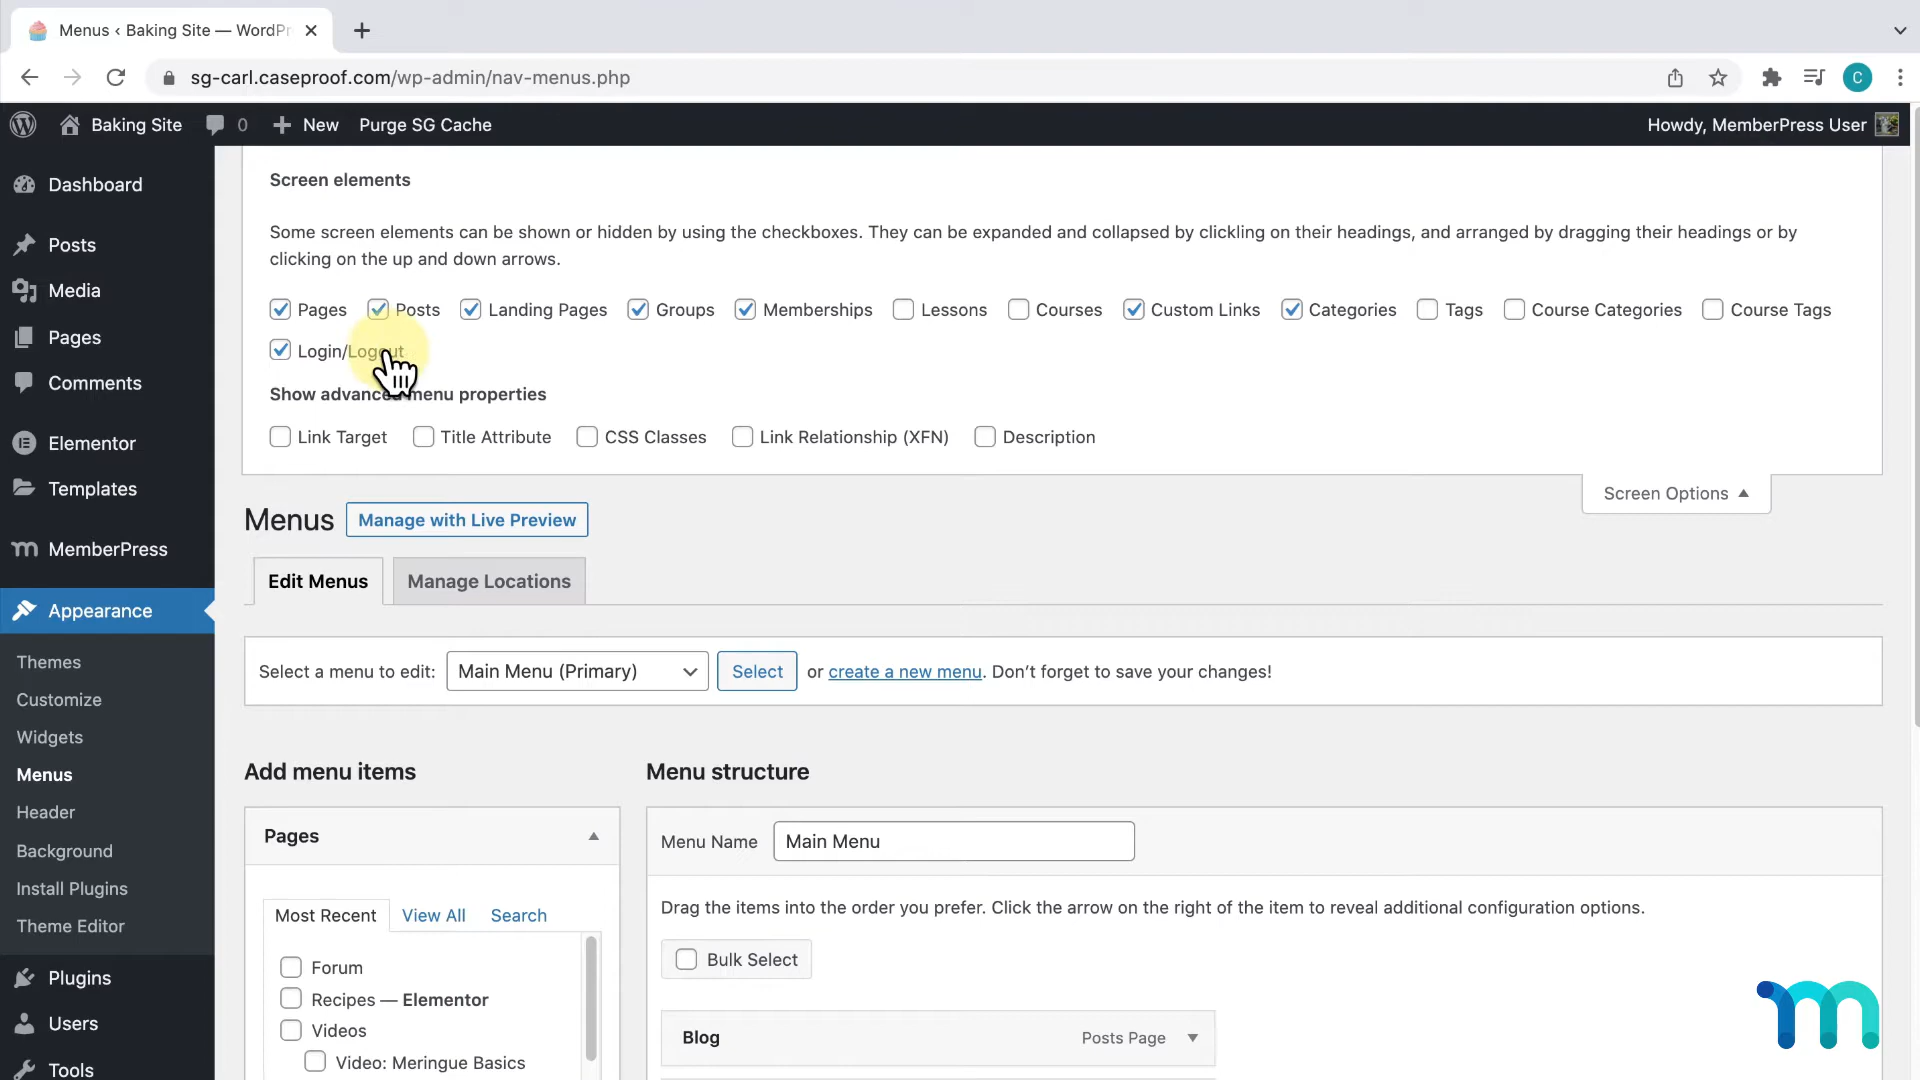 Menus ‹ Baking Site — WordPr
sg-carl.caseproof.com/wp-admin/nav-menus.php
C
Baking Site
0
New
Purge SG Cache
Howdy, MemberPress User
Dashboard
Posts
Media
Pages
Comments
Elementor
Templates
MemberPress
Appearance
Themes
Customize
Widgets
Menus
Header
Background
Install Plugins
Theme Editor
Plugins
Users
Tools
Screen elements
Some screen elements can be shown or hidden by using the checkboxes. They can be expanded and collapsed by clickling on their headings, and arranged by dragging their headings or by
clicking on the up and down arrows.
Pages Posts Landing Pages Groups Memberships Lessons Courses Custom Links Categories Tags Course Categories Course Tags
Login/Logout
Show advanced menu properties
Link Target Title Attribute CSS Classes Link Relationship (XFN) Description
Screen Options
Menus Manage with Live Preview
Edit Menus Manage Locations
Select a menu to edit: Main Menu (Primary) Select or create a new menu. Don’t forget to save your changes!
Add menu items
Pages
Most Recent View All Search
Forum
Recipes — Elementor
Videos
Video: Meringue Basics
Menu structure
Menu Name Main Menu
Drag the items into the order you prefer. Click the arrow on the right of the item to reveal additional configuration options.
Bulk Select
Blog Posts Page